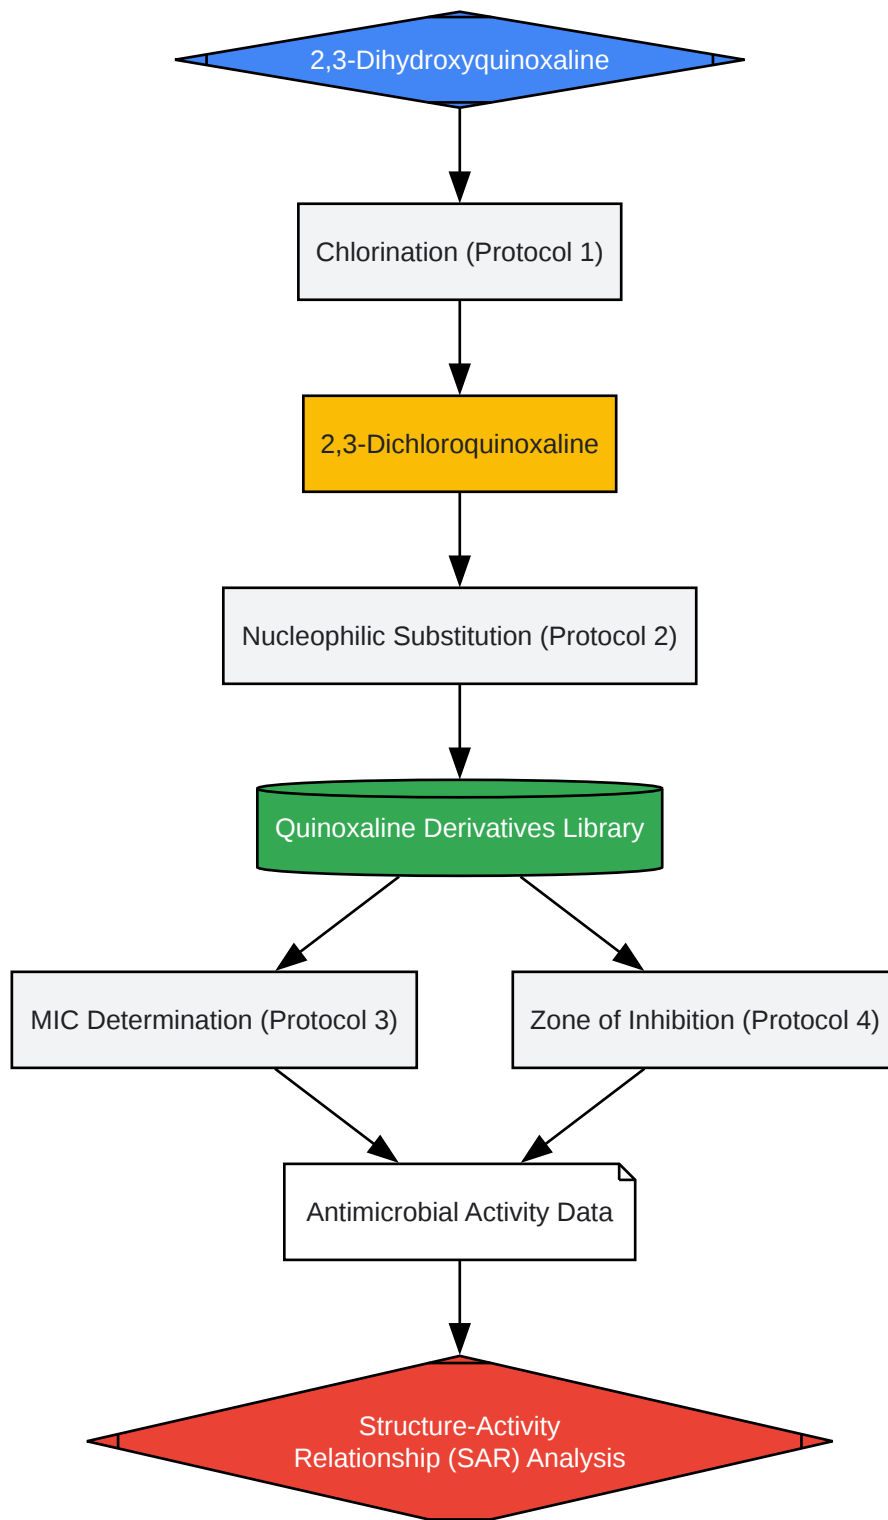 2,3-Dihydroxyquinoxaline
Chlorination (Protocol 1)
2,3-Dichloroquinoxaline
Nucleophilic Substitution (Protocol 2)
Quinoxaline Derivatives Library
MIC Determination (Protocol 3)
Zone of Inhibition (Protocol 4)
Antimicrobial Activity Data
Structure-Activity
Relationship (SAR) Analysis